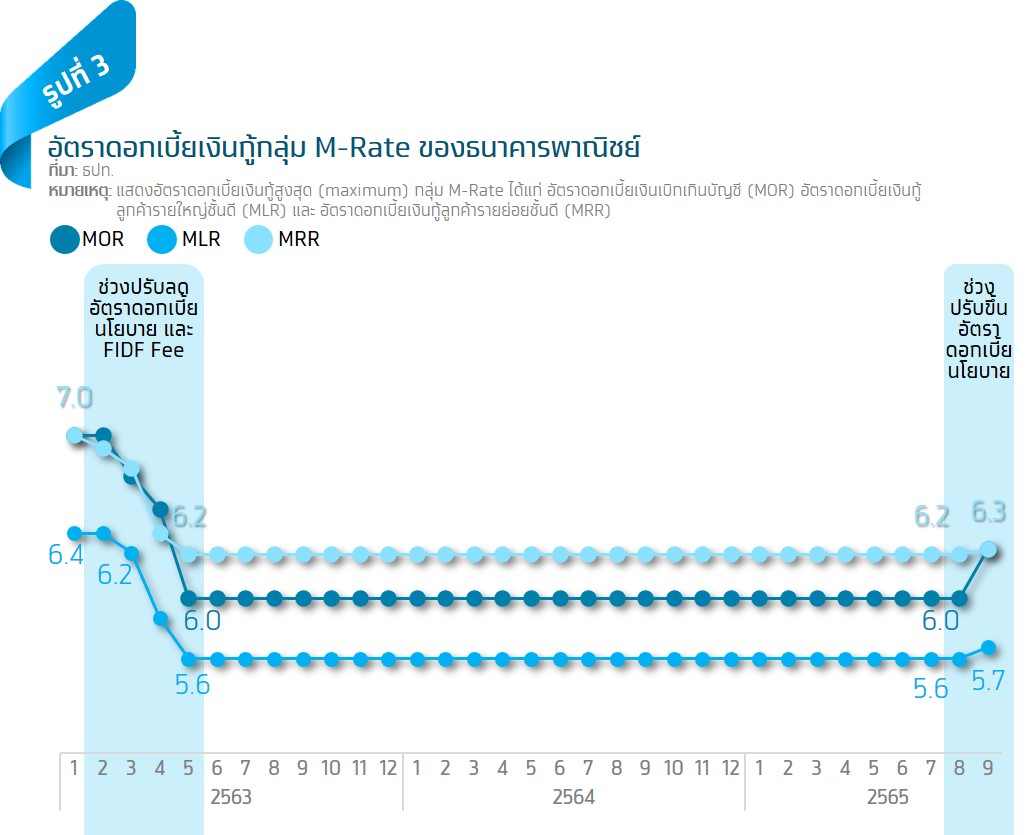 รูปที่ 3
อัตราดอกเบี้ยเงินกู้กลุ่ม M-Rate ของธนาคารพาณิชย์
ที่มา: ธปท.
หมายเหตุ: แสดงอัตราดอกเบี้ยเงินกู้สูงสุด (maximum) กลุ่ม M-Rate ได้แก่ อัตราดอกเบี้ยเงินเบิกเกินบัญชี (MOR) อัตราดอกเบี้ยเงินกู้
ลูกค้ารายใหญ่ชั้นดี (MLR) และ อัตราดอกเบี้ยเงินกู้ลูกค้ารายย่อยชั้นดี (MRR)
MOR MLR MRR
ช่วงปรับลด
อัตราดอกเบี้ย
นโยบาย และ
FIDF Fee
ช่วง
ปรับขึ้น
อัตรา
ดอกเบี้ย
นโยบาย
7.0
6.2 6.2 6.3
6.4
6.2
6.0 6.0
5.6 5.6 5.7
1 2 3 4 5 6 7 8 9 10 11 12 1 2 3 4 5 6 7 8 9 10 11 12 1 2 3 4 5 6 7 8 9
2563 2564 2565